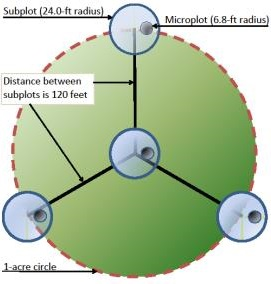 Subplot (24.0-ft radius)
Microplot (6.8-ft radius)
Distance between
subplots is 120 feet
1-acre circle